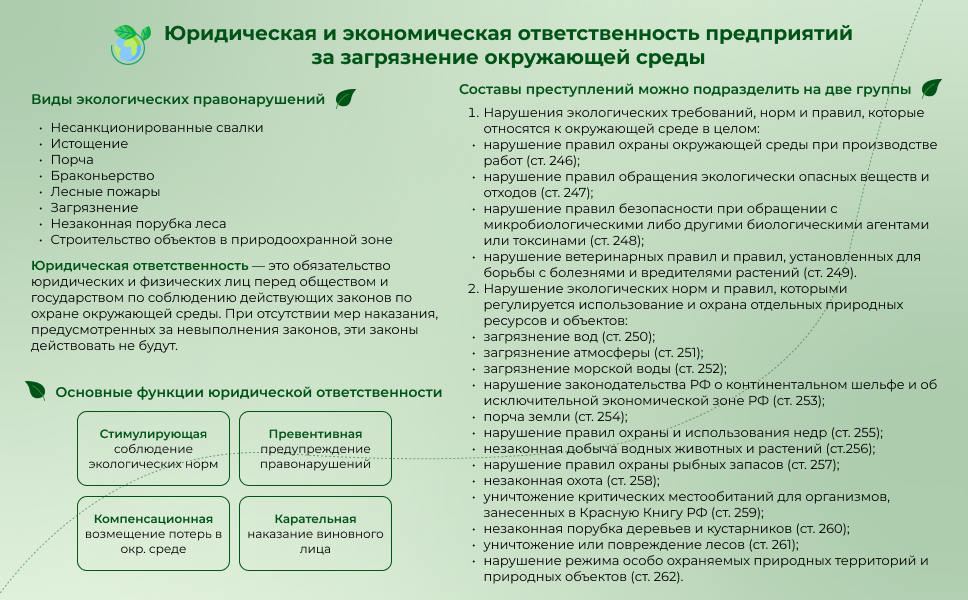 Юридическая и экономическая ответственность предприятий
за загрязнение окружающей среды
Виды экологических правонарушений
• Несанкционированные свалки
• Истощение
• Порча
• Браконьерство
• Лесные пожары
• Загрязнение
• Незаконная порубка леса
• Строительство объектов в природоохранной зоне
Юридическая ответственность — это обязательство
юридических и физических лиц перед обществом и
государством по соблюдению действующих законов по
охране окружающей среды. При отсутствии мер наказания,
предусмотренных за невыполнения законов, эти законы
действовать не будут.
Основные функции юридической ответственности
Стимулирующая
соблюдение
экологических норм
Превентивная
предупреждение
правонарушений
Компенсационная
возмещение потерь в
окр. среде
Карательная
наказание виновного
лица
Составы преступлений можно подразделить на две группы
1. Нарушения экологических требований, норм и правил, которые
относятся к окружающей среде в целом:
• нарушение правил охраны окружающей среды при производстве
работ (ст. 246);
• нарушение правил обращения экологически опасных веществ и
отходов (ст. 247);
• нарушение правил безопасности при обращении с
микробиологическими либо другими биологическими агентами
или токсинами (ст. 248);
• нарушение ветеринарных правил и правил, установленных для
борьбы с болезнями и вредителями растений (ст. 249).
2. Нарушение экологических норм и правил, которыми
регулируется использование и охрана отдельных природных
ресурсов и объектов:
• загрязнение вод (ст. 250);
• загрязнение атмосферы (ст. 251);
• загрязнение морской воды (ст. 252);
• нарушение законодательства РФ о континентальном шельфе и об
исключительной экономической зоне РФ (ст. 253);
• порча земли (ст. 254);
• нарушение правил охраны и использования недр (ст. 255);
• незаконная добыча водных животных и растений (ст.256);
• нарушение правил охраны рыбных запасов (ст. 257);
• незаконная охота (ст. 258);
• уничтожение критических местообитаний для организмов,
занесенных в Красную Книгу РФ (ст. 259);
• незаконная порубка деревьев и кустарников (ст. 260);
• уничтожение или повреждение лесов (ст. 261);
• нарушение режима особо охраняемых природных территорий и
природных объектов (ст. 262).